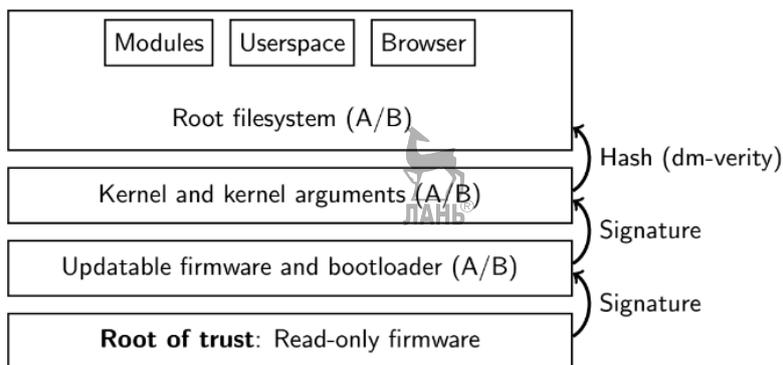 Modules Userspace Browser
Root filesystem (A/B)
Hash (dm-verity)
Kernel and kernel arguments (A/B)
ЛАНЬ®
Signature
Updatable firmware and bootloader (A/B)
Signature
Root of trust: Read-only firmware